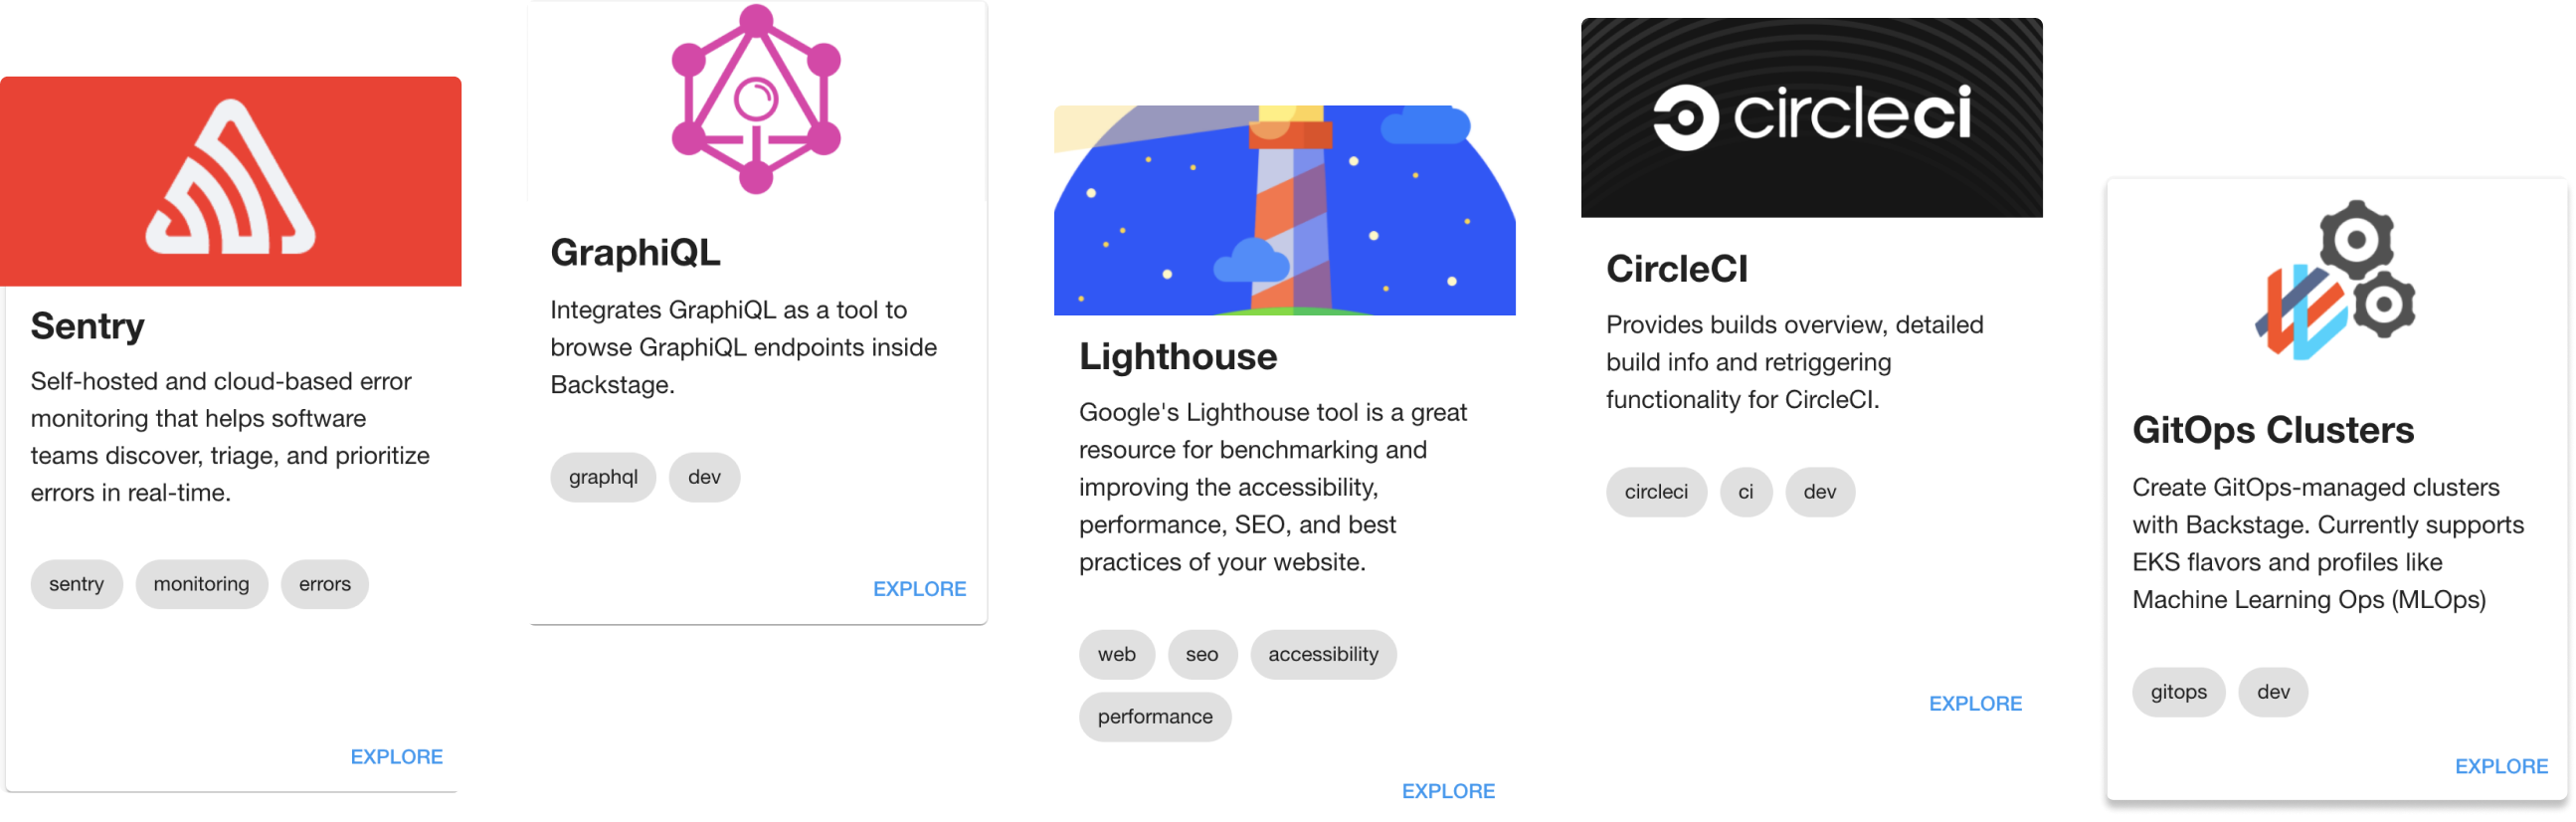 Sentry
Self-hosted and cloud-based error
monitoring that helps software
teams discover, triage, and prioritize
errors in real-time.
sentry monitoring errors
EXPLORE
GraphiQL
Integrates GraphiQL as a tool to
browse GraphiQL endpoints inside
Backstage.
graphql dev
EXPLORE
Lighthouse
Google's Lighthouse tool is a great
resource for benchmarking and
improving the accessibility,
performance, SEO, and best
practices of your website.
web seo accessibility
performance
EXPLORE
circleci
CircleCI
Provides builds overview, detailed
build info and retriggering
functionality for CircleCI.
circleci ci dev
EXPLORE
GitOps Clusters
Create GitOps-managed clusters
with Backstage. Currently supports
EKS flavors and profiles like
Machine Learning Ops (MLOps)
gitops dev
EXPLORE